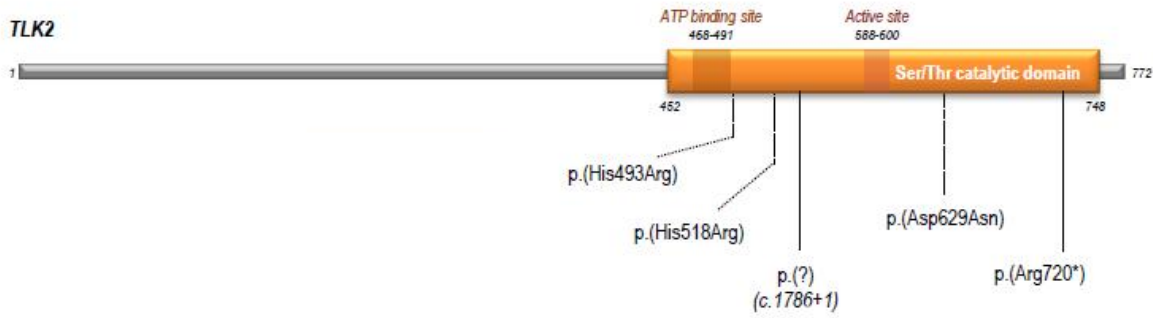 TLK2
ATP binding site
468-491
Active site
588-600
1
Ser/Thr catalytic domain
772
462
748
p.(His493Arg)
p.(His518Arg)
p.(Asp629Asn)
p.(?)
(c.1786+1)
p.(Arg720*)